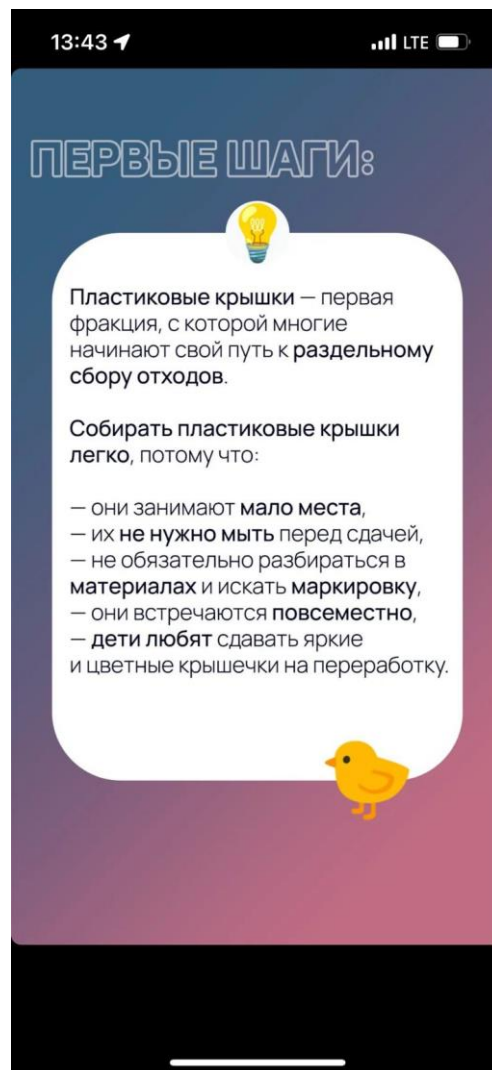 13:43
LTE
ПЕРВЫЕ ШАГИ:
Пластиковые крышки — первая
фракция, с которой многие
начинают свой путь к раздельному
сбору отходов.
Собирать пластиковые крышки
легко, потому что:
— они занимают мало места,
— их не нужно мыть перед сдачей,
— не обязательно разбираться в
материалах и искать маркировку,
— они встречаются повсеместно,
— дети любят сдавать яркие
и цветные крышечки на переработку.